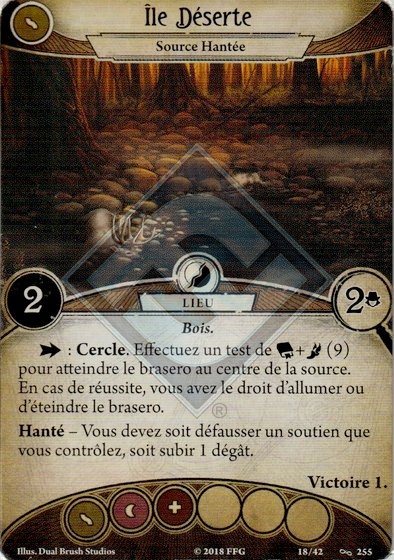 Île Déserte
Source Hantée
2
LIEU
2
Bois.
: Cercle. Effectuez un test de + (9)
pour atteindre le brasero au centre de la source.
En cas de réussite, vous avez le droit d'allumer ou
d'éteindre le brasero.
Hanté – Vous devez soit défausser un soutien que
vous contrôlez, soit subir 1 dégât.
Victoire 1.
Illus. Dual Brush Studios © 2018 FFG 18/42 255
®